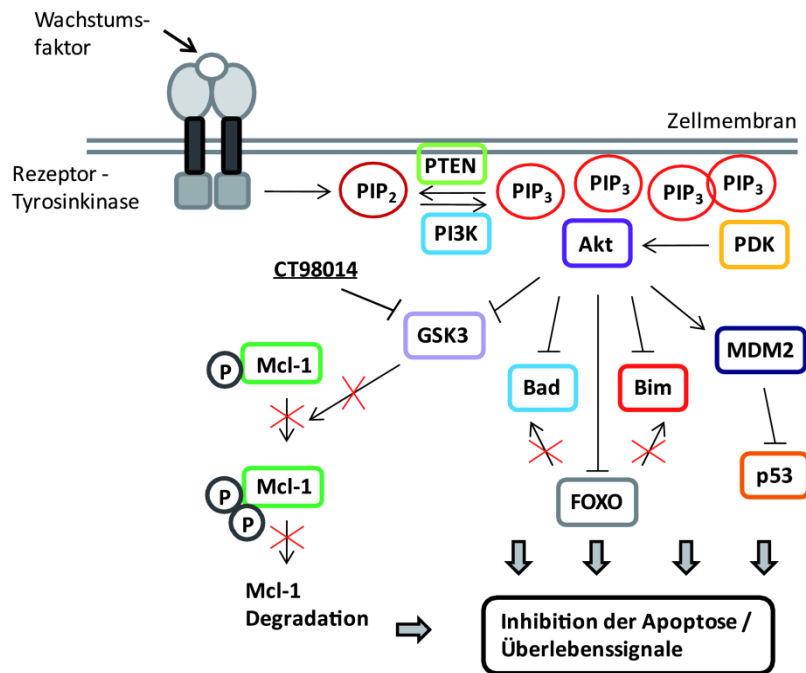 Wachstums-
faktor
Zellmembran
Rezeptor -
Tyrosinkinase
PTEN
PIP₂
PIP₃
PIP₃
PIP₃
PIP₃
PI3K
Akt
PDK
CT98014
GSK3
MDM2
P
Mcl-1
Bad
Bim
p53
P
Mcl-1
P
FOXO
Mcl-1
Degradation
Inhibition der Apoptose /
Überlebenssignale